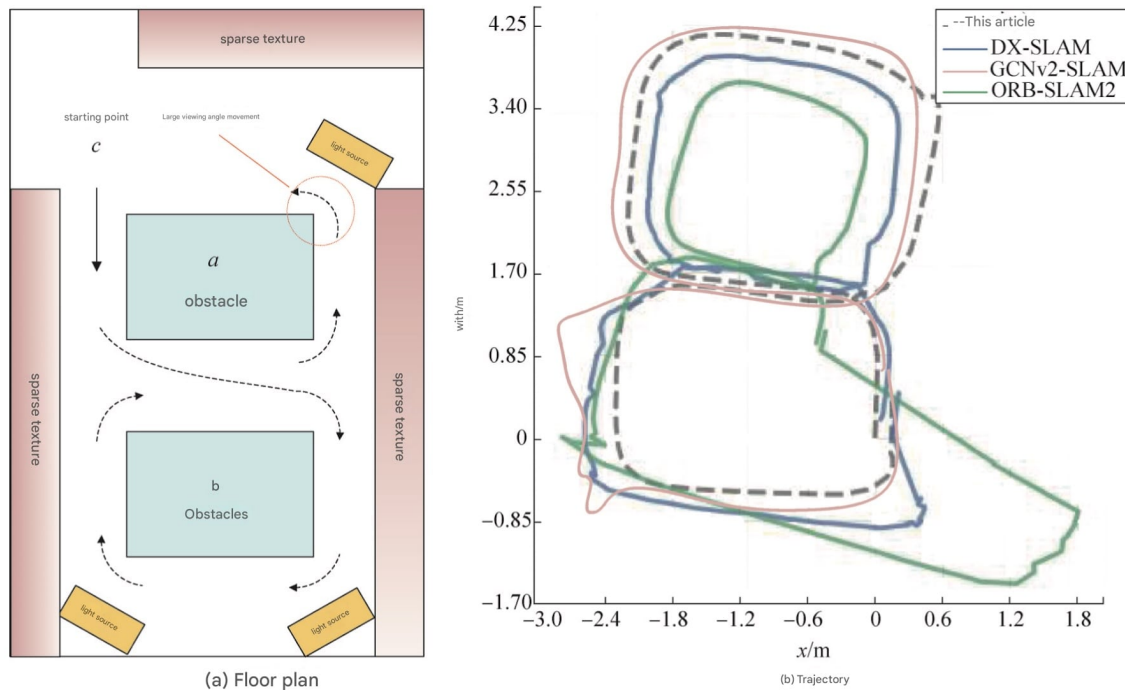 sparse texture
starting point
c
Large viewing angle movement
light source
a
obstacle
sparse texture
sparse texture
b
Obstacles
light source
light source
(a) Floor plan
--This article
DX-SLAM
GCNv2-SLAM
ORB-SLAM2
4.25
3.40
2.55
1.70
0.85
0
−0.85
−1.70
with/m
−3.0 −2.4 −1.8 −1.2 −0.6 0 0.6 1.2 1.8
x/m
(b) Trajectory